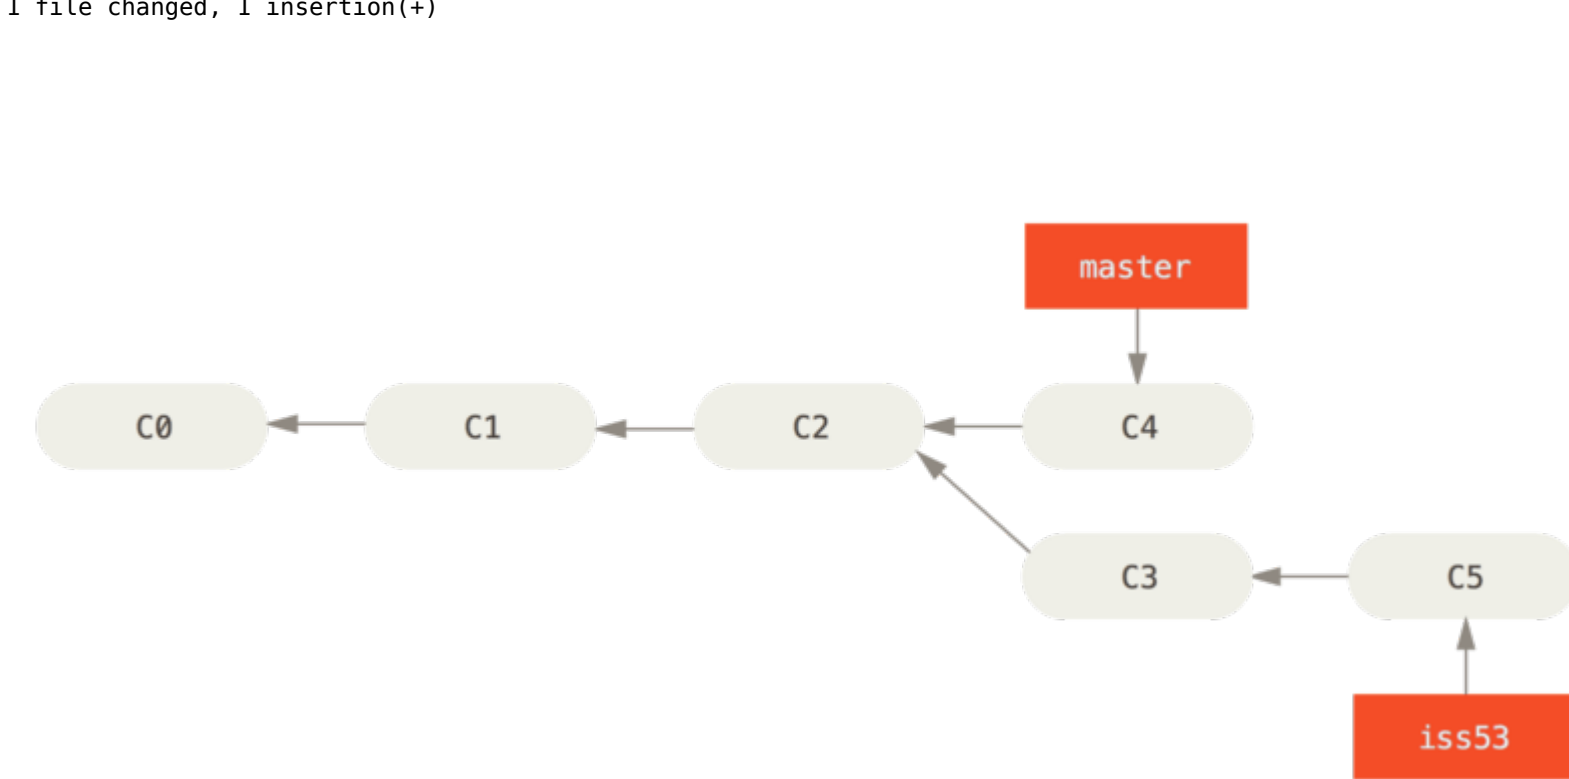 1 file changed, 1 insertion(+)
master
C0 C1 C2 C4
C3 C5
iss53